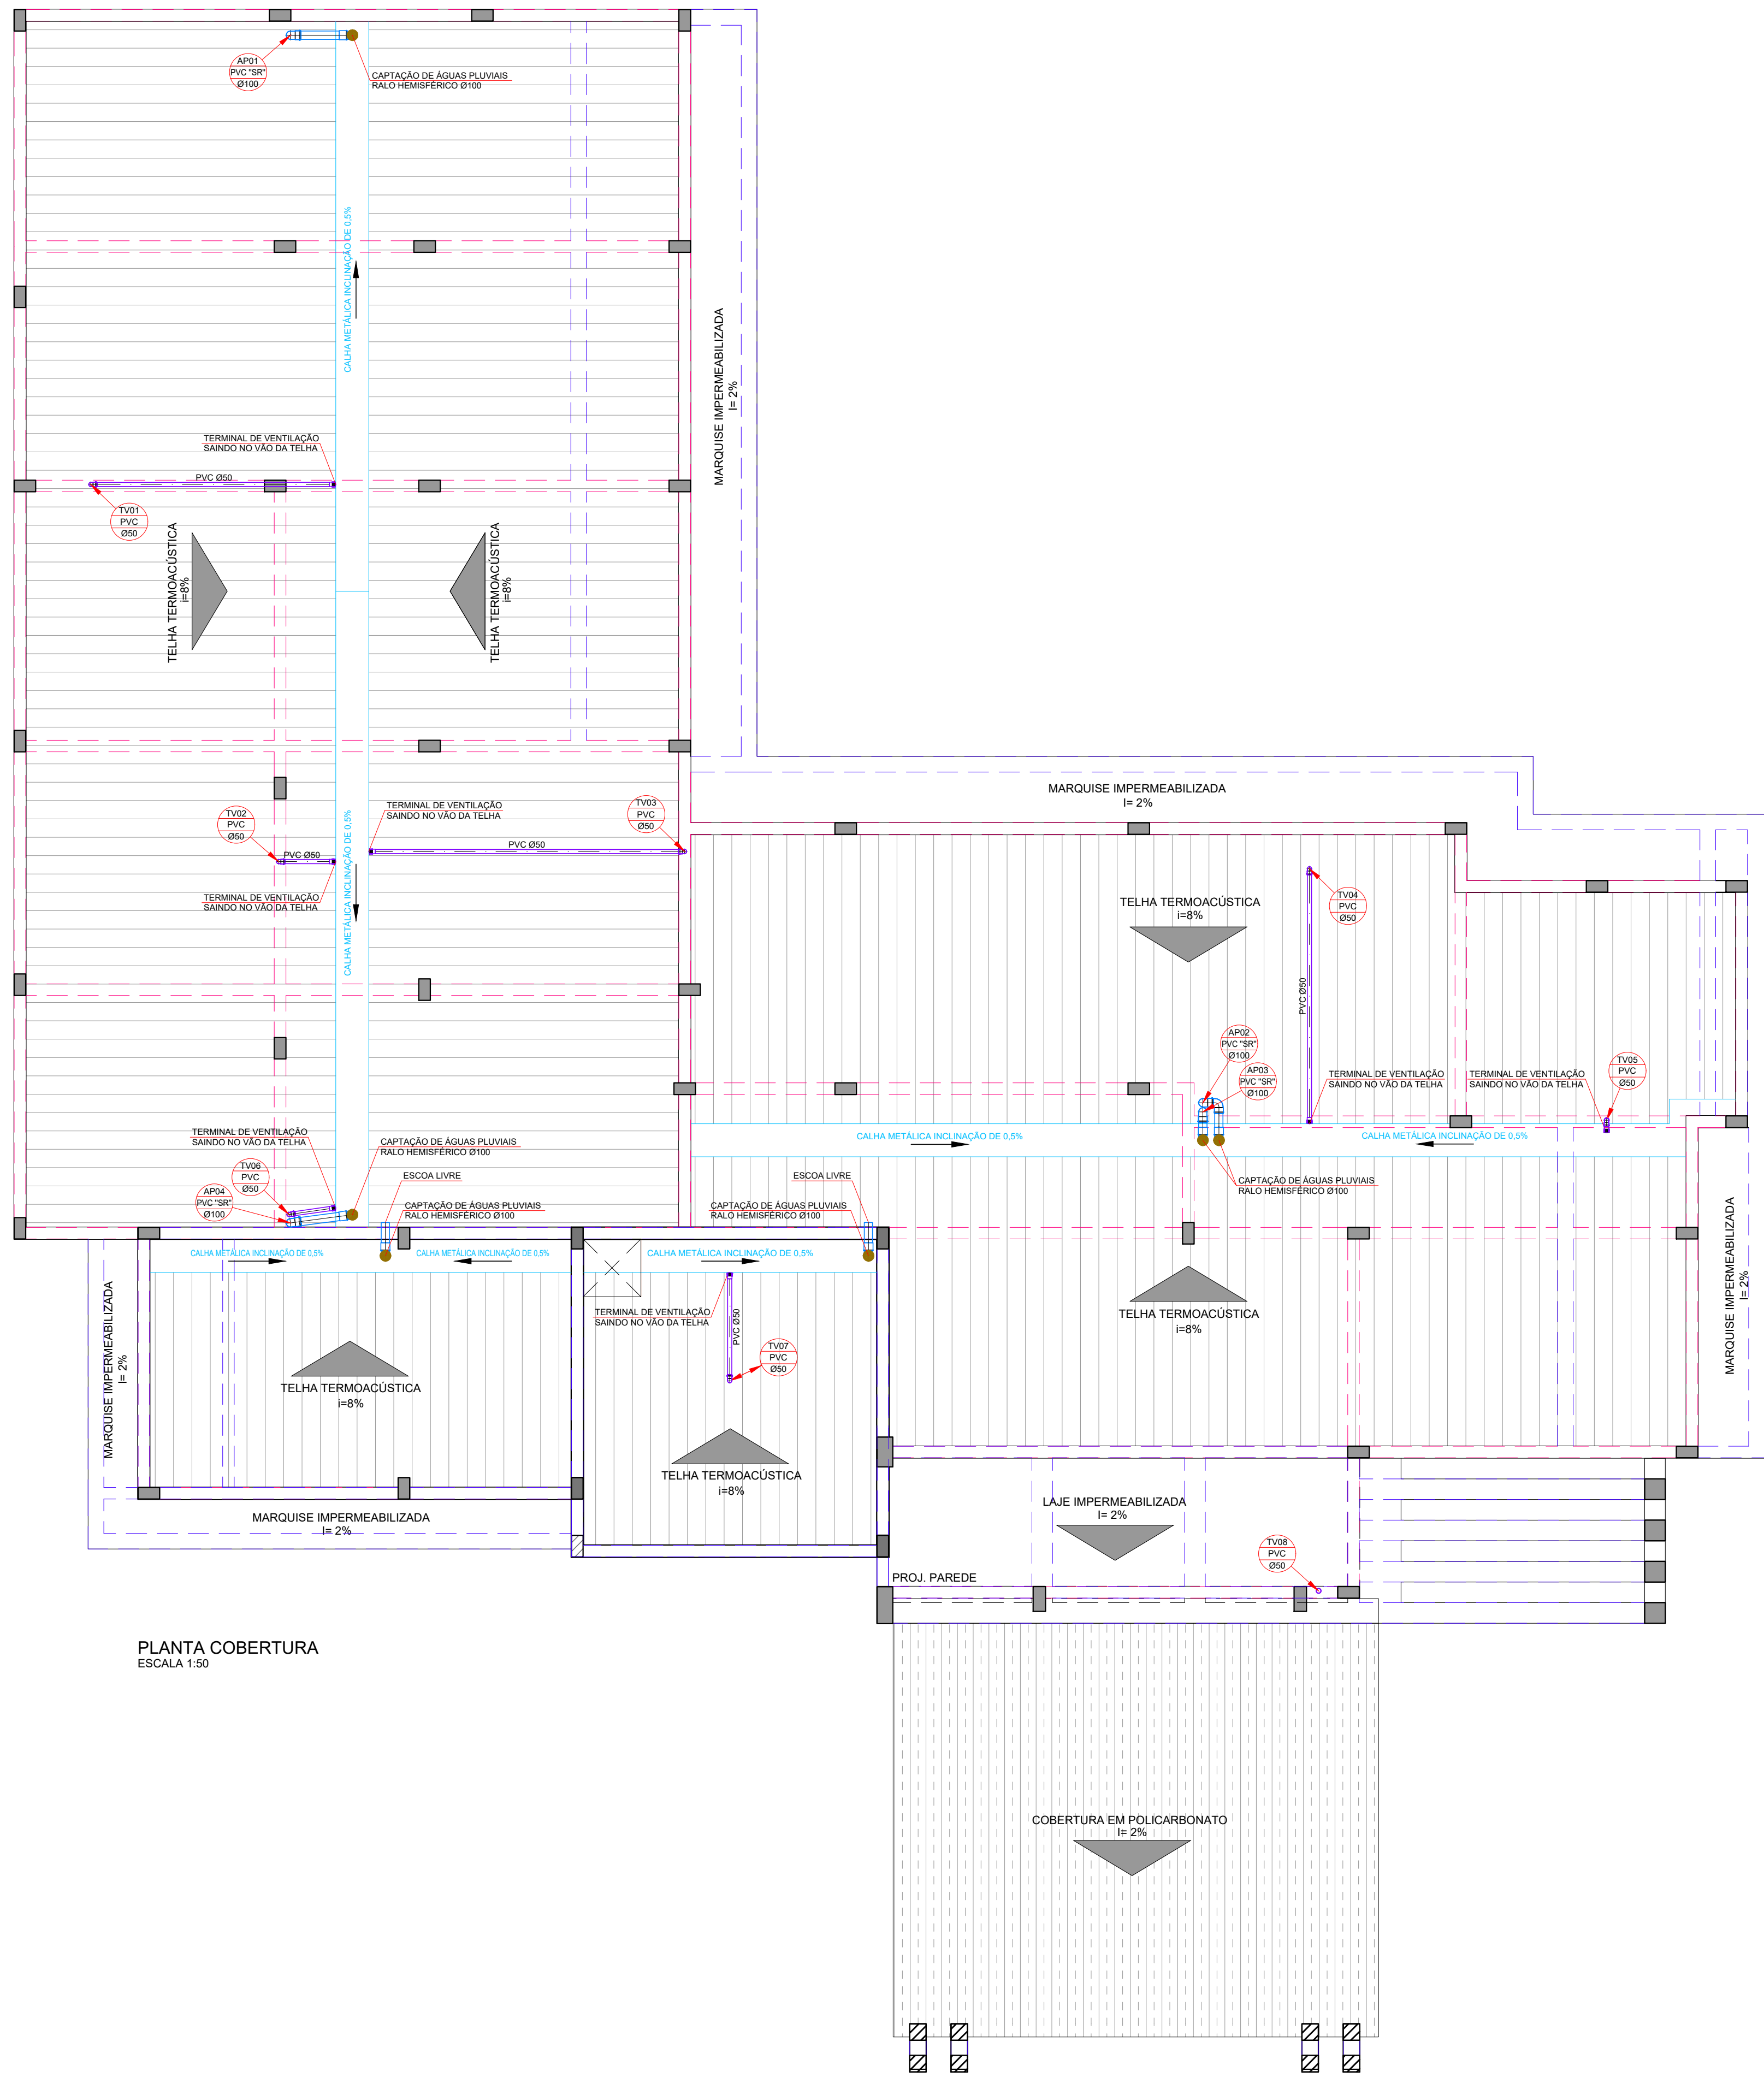 AP01
PVC "SR"
Ø100
CAPTAÇÃO DE ÁGUAS PLUVIAIS
RALO HEMISFÉRICO Ø100
CALHA METÁLICA INCLINAÇÃO DE 0,5%
MARQUISE IMPERMEABILIZADA
I= 2%
TERMINAL DE VENTILAÇÃO
SAINDO NO VÃO DA TELHA
PVC Ø50
TV01
PVC
Ø50
TELHA TERMOACÚSTICA
i=8%
TELHA TERMOACÚSTICA
i=8%
MARQUISE IMPERMEABILIZADA
I= 2%
TV02
PVC
Ø50
PVC Ø50
TERMINAL DE VENTILAÇÃO
SAINDO NO VÃO DA TELHA
TERMINAL DE VENTILAÇÃO
SAINDO NO VÃO DA TELHA
CALHA METÁLICA INCLINAÇÃO DE 0,5%
PVC Ø50
TV03
PVC
Ø50
TELHA TERMOACÚSTICA
i=8%
TV04
PVC
Ø50
PVC Ø50
AP02
PVC "SR"
Ø100
AP03
PVC "SR"
Ø100
TERMINAL DE VENTILAÇÃO
SAINDO NO VÃO DA TELHA
TERMINAL DE VENTILAÇÃO
SAINDO NO VÃO DA TELHA
TV05
PVC
Ø50
CALHA METÁLICA INCLINAÇÃO DE 0,5%
CALHA METÁLICA INCLINAÇÃO DE 0,5%
CAPTAÇÃO DE ÁGUAS PLUVIAIS
RALO HEMISFÉRICO Ø100
TERMINAL DE VENTILAÇÃO
SAINDO NO VÃO DA TELHA
TV06
PVC
Ø50
AP04
PVC "SR"
Ø100
CAPTAÇÃO DE ÁGUAS PLUVIAIS
RALO HEMISFÉRICO Ø100
ESCOA LIVRE
CAPTAÇÃO DE ÁGUAS PLUVIAIS
RALO HEMISFÉRICO Ø100
ESCOA LIVRE
CAPTAÇÃO DE ÁGUAS PLUVIAIS
RALO HEMISFÉRICO Ø100
CALHA METÁLICA INCLINAÇÃO DE 0,5%
CALHA METÁLICA INCLINAÇÃO DE 0,5%
CALHA METÁLICA INCLINAÇÃO DE 0,5%
MARQUISE IMPERMEABILIZADA
I= 2%
TERMINAL DE VENTILAÇÃO
SAINDO NO VÃO DA TELHA
PVC Ø50
TV07
PVC
Ø50
TELHA TERMOACÚSTICA
i=8%
MARQUISE IMPERMEABILIZADA
I= 2%
TELHA TERMOACÚSTICA
i=8%
TELHA TERMOACÚSTICA
i=8%
MARQUISE IMPERMEABILIZADA
I= 2%
LAJE IMPERMEABILIZADA
I= 2%
TV08
PVC
Ø50
PROJ. PAREDE
PLANTA COBERTURA
ESCALA 1:50
COBERTURA EM POLICARBONATO
I= 2%